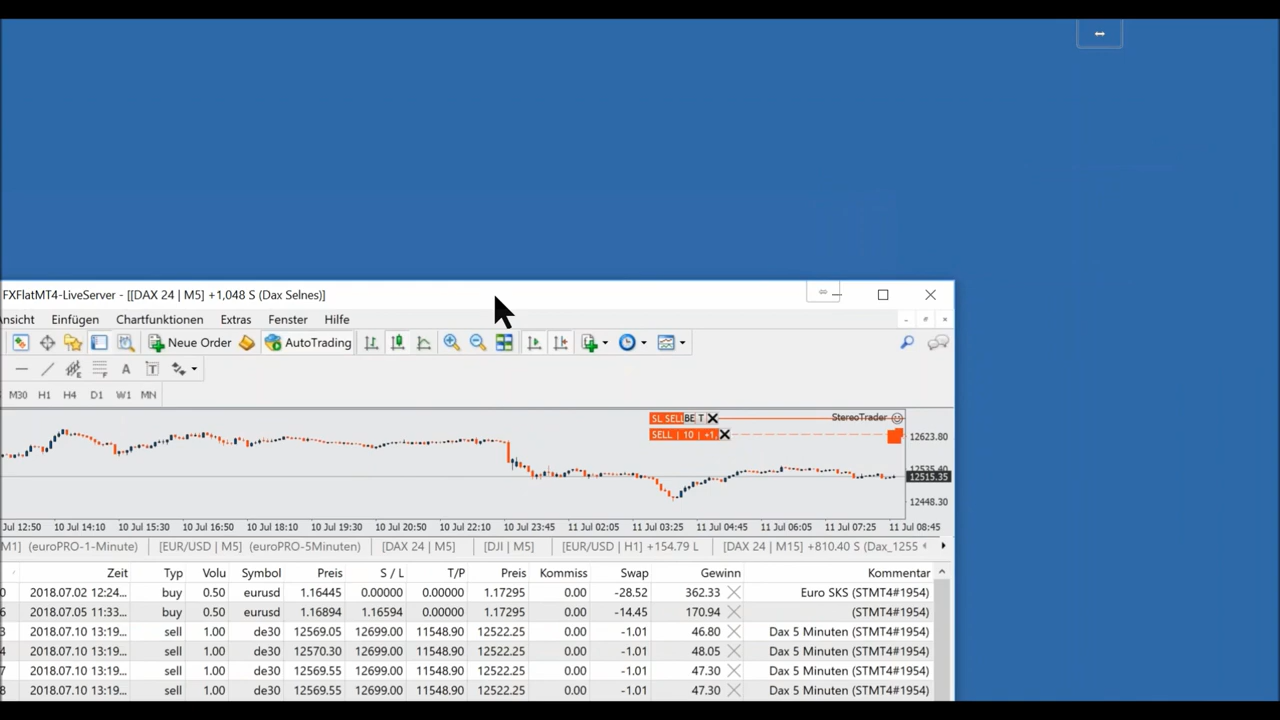 FXFlatMT4-LiveServer - [[DAX 24 | M5] +1,048 S (Dax Selnes)]
nsicht Einfügen Chartfunktionen Extras Fenster Hilfe
Neue Order AutoTrading
A T
M30 H1 H4 D1 W1 MN
SL SELL BE T StereoTrader
SELL | 10 | +1, 12623.80
12535.40
12515.35
12448.30
Jul 12:50 10 Jul 14:10 10 Jul 15:30 10 Jul 16:50 10 Jul 18:10 10 Jul 19:30 10 Jul 20:50 10 Jul 22:10 10 Jul 23:45 11 Jul 02:05 11 Jul 03:25 11 Jul 04:45 11 Jul 06:05 11 Jul 07:25 11 Jul 08:45
M1] (euroPRO-1-Minute) [EUR/USD | M5] (euroPRO-5Minuten) [DAX 24 | M5] [DJI | M5] [EUR/USD | H1] +154.79 L [DAX 24 | M15] +810.40 S (Dax_1255
Zeit Typ Volu Symbol Preis S / L T/P Preis Kommiss Swap Gewinn Kommentar
0 2018.07.02 12:24... buy 0.50 eurusd 1.16445 0.00000 0.00000 1.17295 0.00 -28.52 362.33 Euro SKS (STMT4#1954)
6 2018.07.05 11:33... buy 0.50 eurusd 1.16894 1.16594 0.00000 1.17295 0.00 -14.45 170.94 (STMT4#1954)
3 2018.07.10 13:19... sell 1.00 de30 12569.05 12699.00 11548.90 12522.25 0.00 -1.01 46.80 Dax 5 Minuten (STMT4#1954)
4 2018.07.10 13:19... sell 1.00 de30 12570.30 12699.00 11548.90 12522.25 0.00 -1.01 48.05 Dax 5 Minuten (STMT4#1954)
7 2018.07.10 13:19... sell 1.00 de30 12569.55 12699.00 11548.90 12522.25 0.00 -1.01 47.30 Dax 5 Minuten (STMT4#1954)
8 2018.07.10 13:19... sell 1.00 de30 12569.55 12699.00 11548.90 12522.25 0.00 -1.01 47.30 Dax 5 Minuten (STMT4#1954)